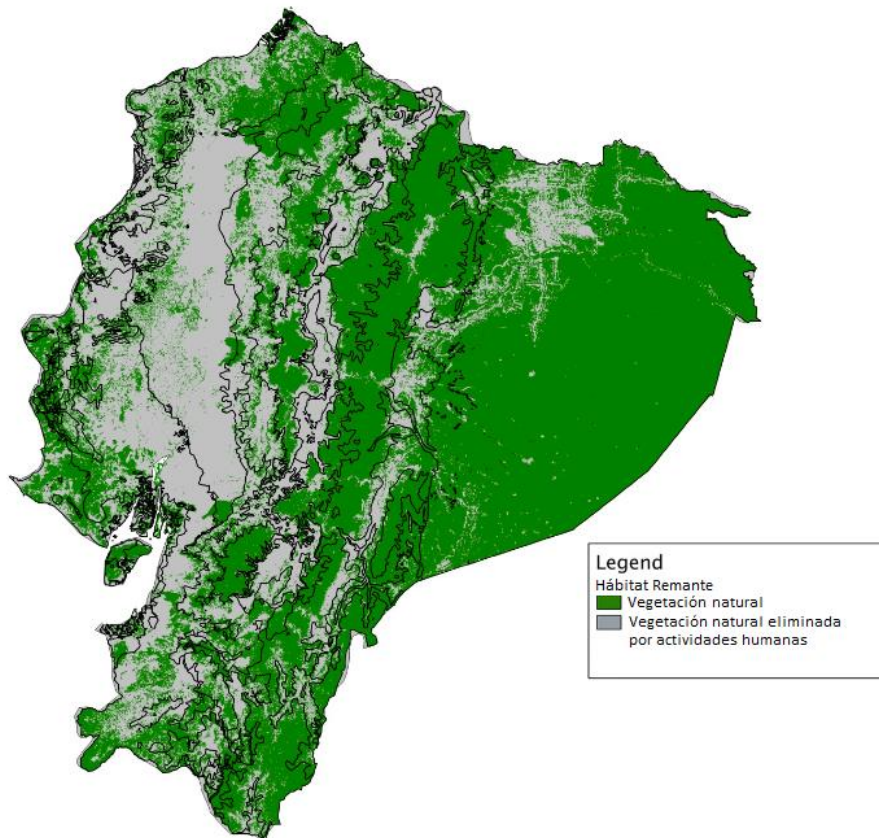 Legend
Hábitat Remante
Vegetación natural
Vegetación natural eliminada
por actividades humanas